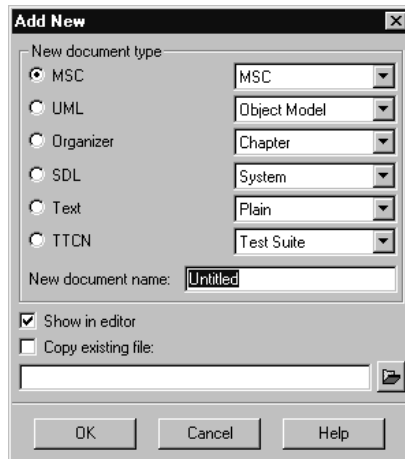 Add New
New document type
MSC MSC
UML Object Model
Organizer Chapter
SDL System
Text Plain
TTCN Test Suite
New document name: Untitled
Show in editor
Copy existing file:
OK Cancel Help